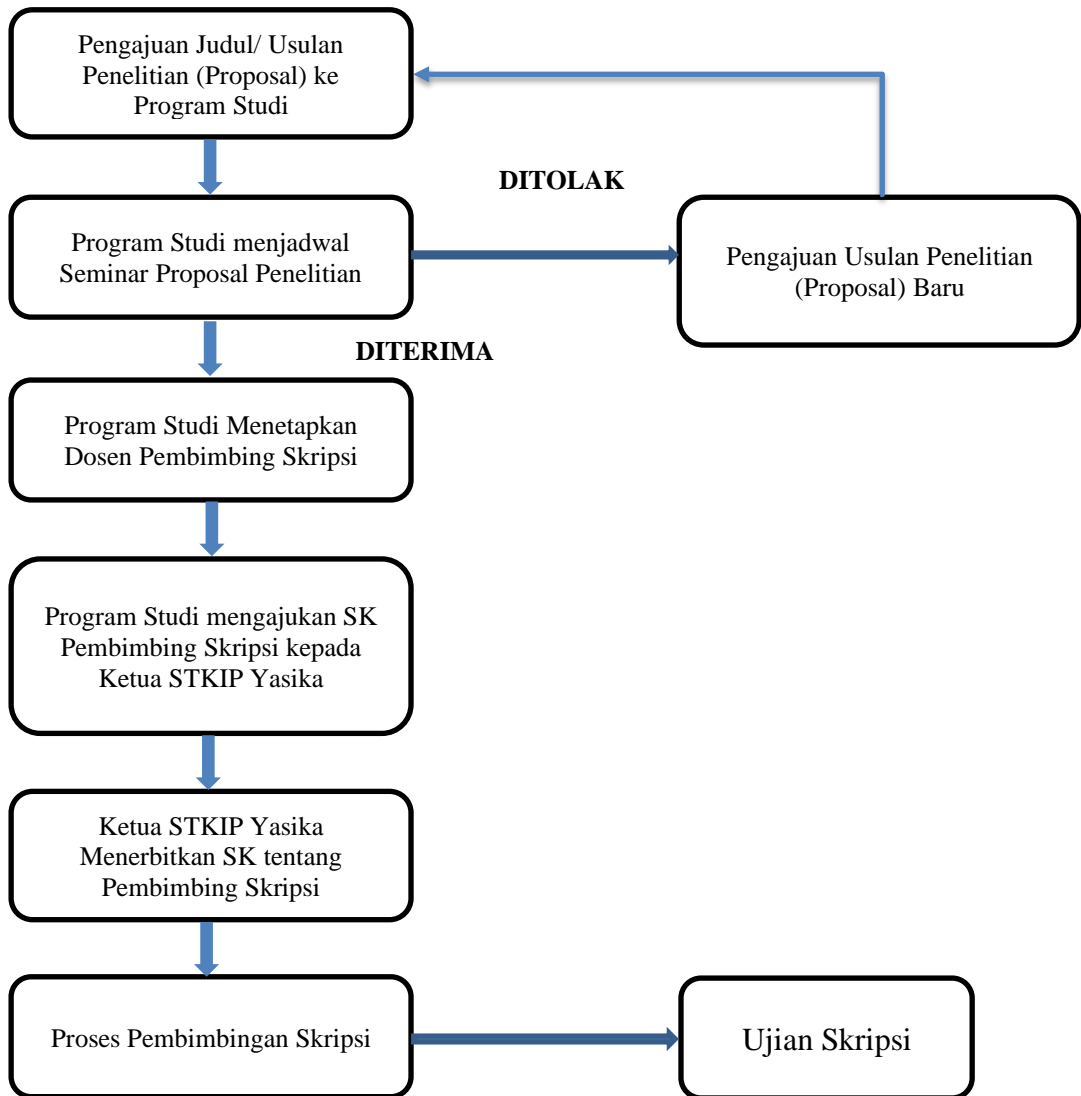 Pengajuan Judul/ Usulan
Penelitian (Proposal) ke
Program Studi
DITOLAK
Program Studi menjadwal
Seminar Proposal Penelitian
Pengajuan Usulan Penelitian
(Proposal) Baru
DITERIMA
Program Studi Menetapkan
Dosen Pembimbing Skripsi
Program Studi mengajukan SK
Pembimbing Skripsi kepada
Ketua STKIP Yasika
Ketua STKIP Yasika
Menerbitkan SK tentang
Pembimbing Skripsi
Proses Pembimbingan Skripsi
Ujian Skripsi